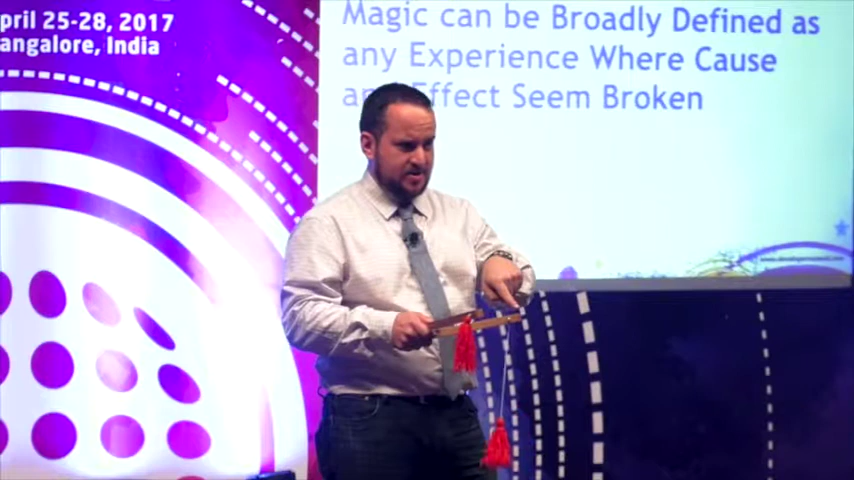 pril 25-28, 2017
angalore, India
Magic can be Broadly Defined as
any Experience Where Cause
an Effect Seem Broken